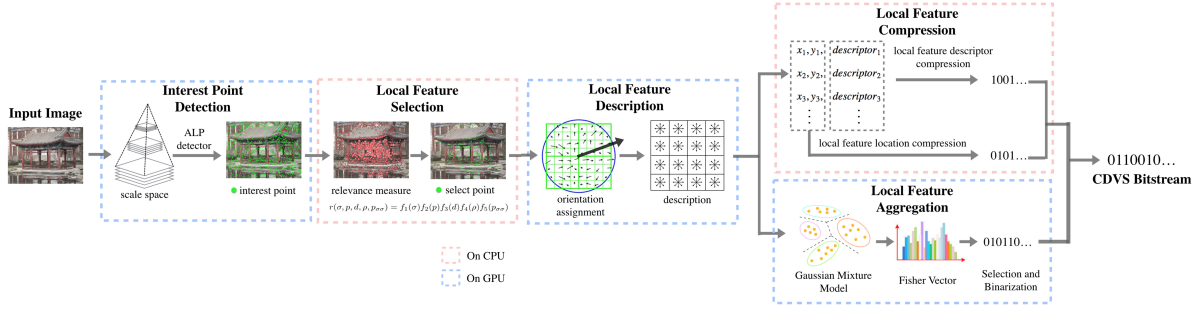 Input Image
Interest Point
Detection
ALP
detector
scale space
interest point
Local Feature
Selection
relevance measure
select point
r(σ, p, d, ρ, pσσ) = f1(σ)f2(p)f3(d)f4(ρ)f5(pσσ)
Local Feature
Description
orientation
assignment
description
Local Feature
Compression
x1, y1, descriptor1
x2, y2, descriptor2
x3, y3, descriptor3
local feature descriptor
compression
1001…
local feature location compression
0101…
Local Feature
Aggregation
Gaussian Mixture
Model
Fisher Vector
010110…
Selection and
Binarization
0110010…
CDVS Bitstream
On CPU
On GPU